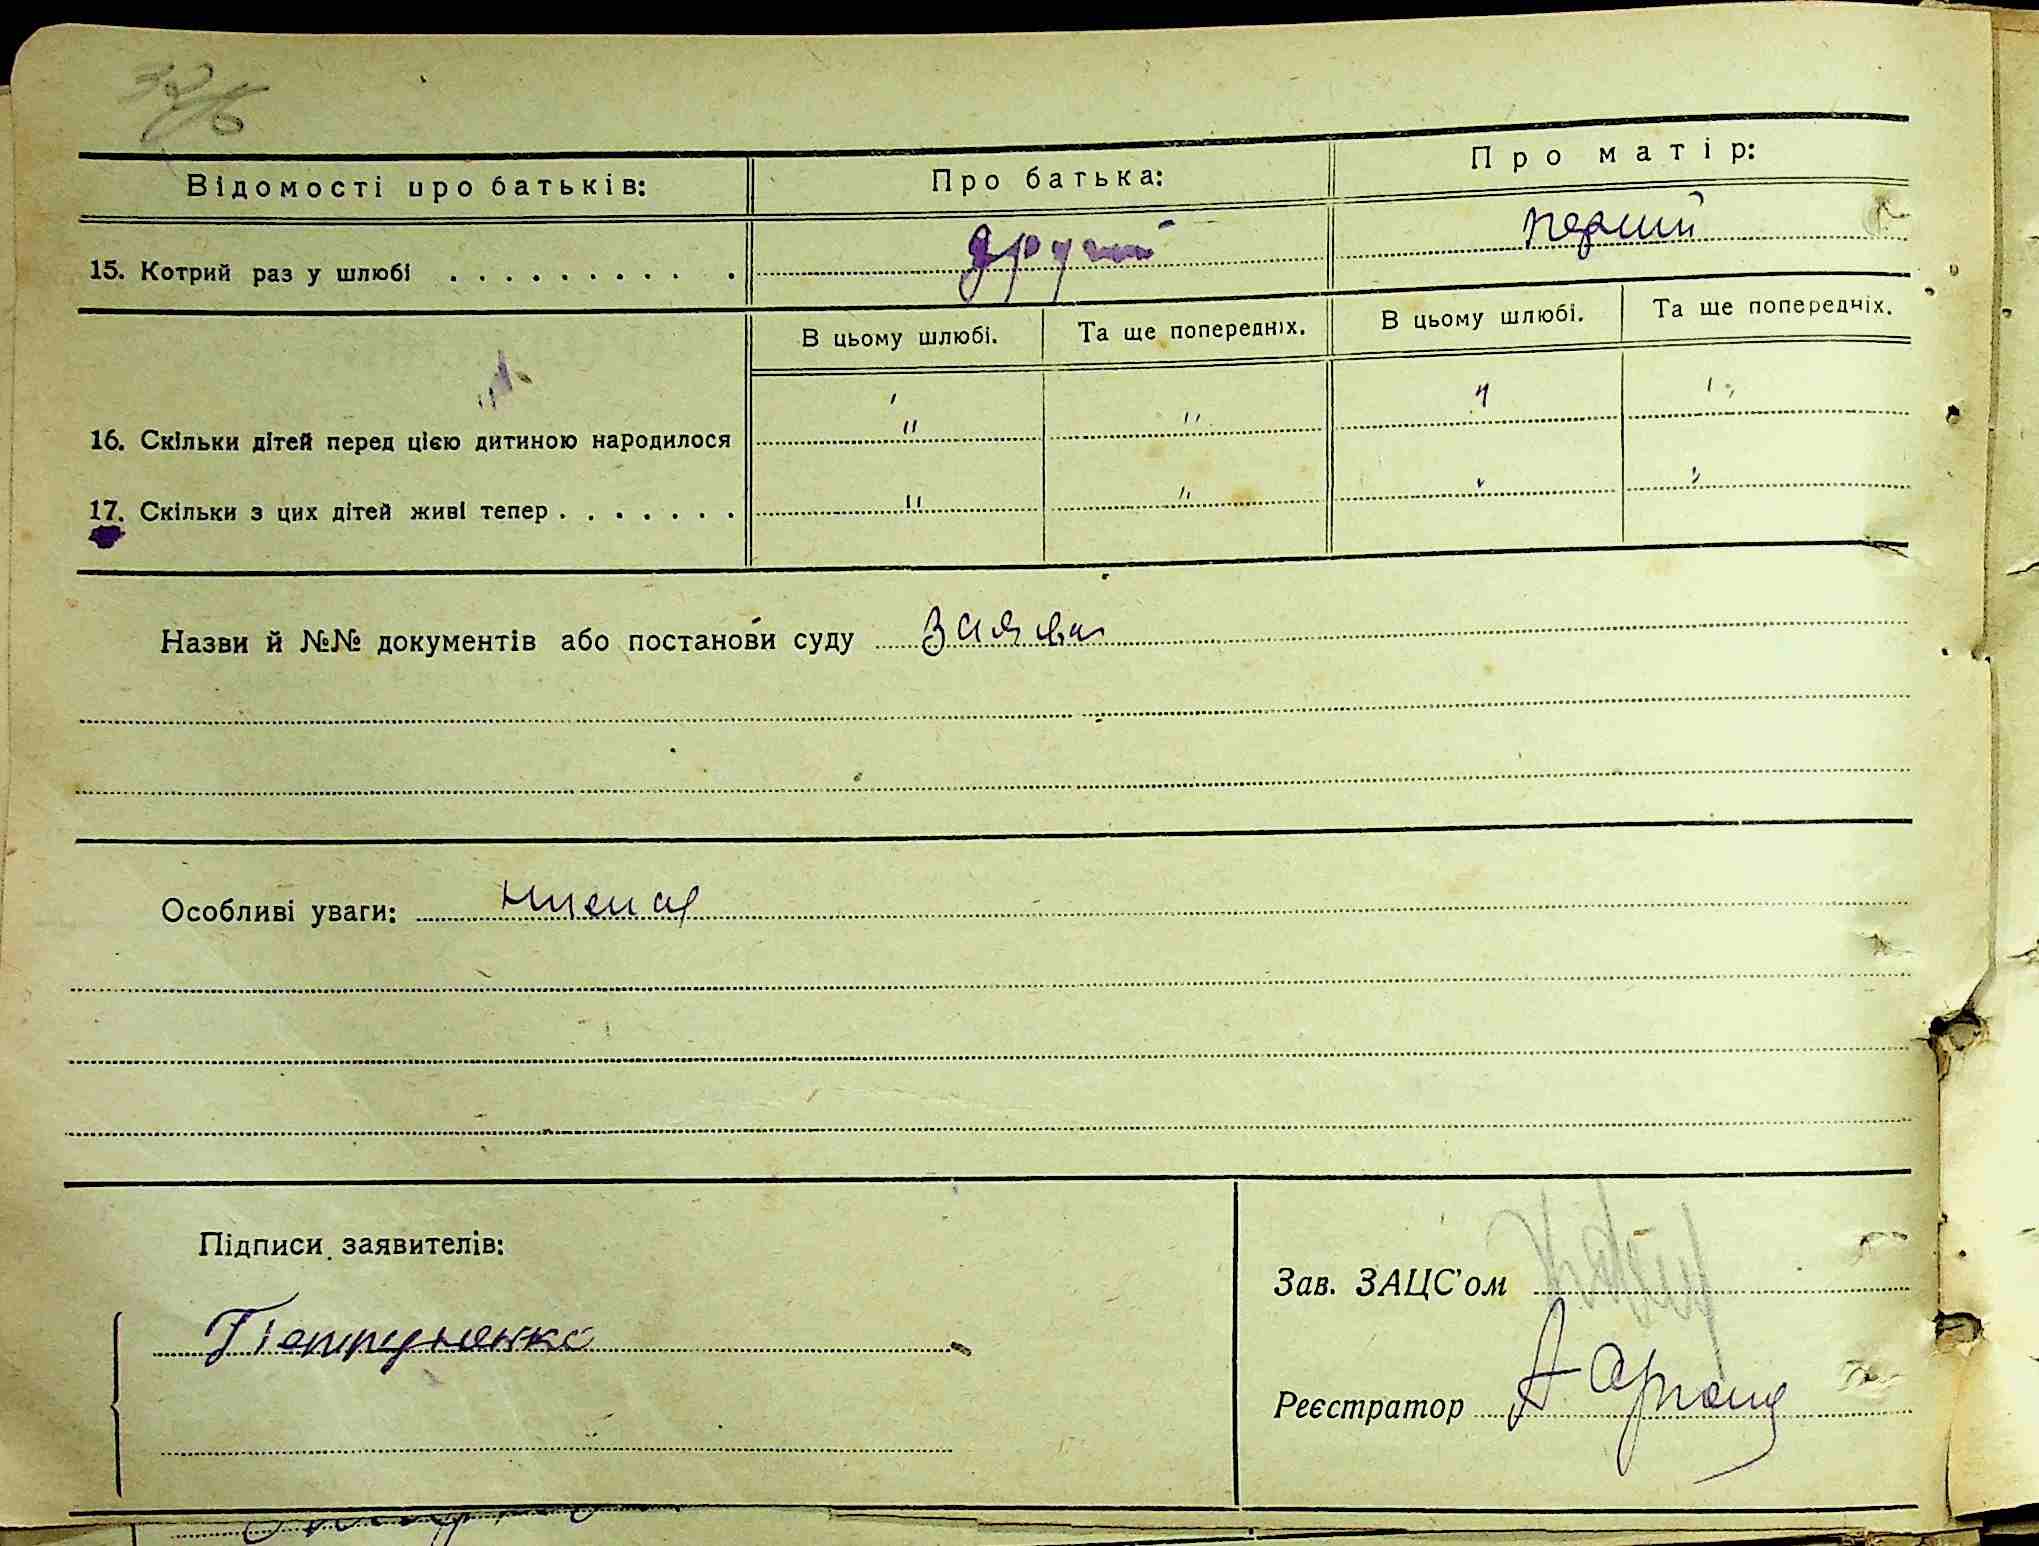 Відомості про батьків: Про батька: Про матір:
15. Котрий раз у шлюбі . . . . . . . . . . другий перший
В цьому шлюбі. Та ще попередніх. В цьому шлюбі. Та ще попередніх.
16. Скільки дітей перед цією дитиною народилося " "
17. Скільки з цих дітей живі тепер . . . . . . . " "
Назви й №№ документів або постанови суду заява
Особливі уваги: немає
Підписи заявителів:
Зав. ЗАЦС'ом
Петруненко
Реєстратор